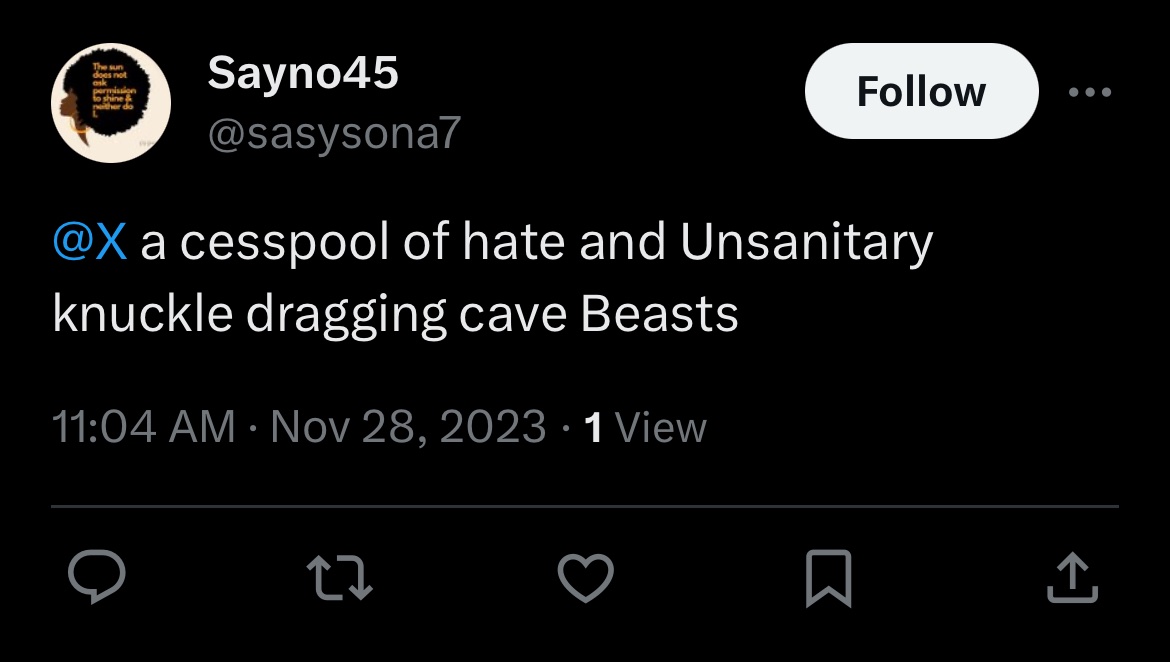 The sun
does not
ask
permission
to shine &
neither do
I.
Sayno45
@sasysona7
Follow
@X a cesspool of hate and Unsanitary
knuckle dragging cave Beasts
11:04 AM · Nov 28, 2023 · 1 View